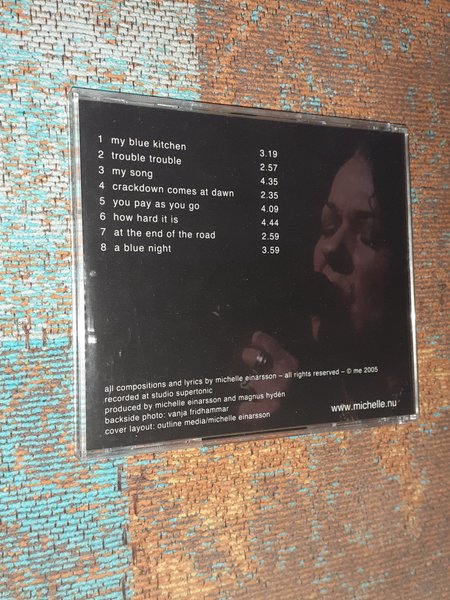 1 my blue kitchen 3.19
2 trouble trouble 2.57
3 my song 4.35
4 crackdown comes at dawn 2.35
5 you pay as you go 4.09
6 how hard it is 4.44
7 at the end of the road 2.59
8 a blue night 3.59
all compositions and lyrics by michelle einarsson – all rights reserved – © me 2005
recorded at studio supertonic
produced by michelle einarsson and magnus hydén
backside photo: vanja fridhammar
cover layout: outline media/michelle einarsson
www.michelle.nu